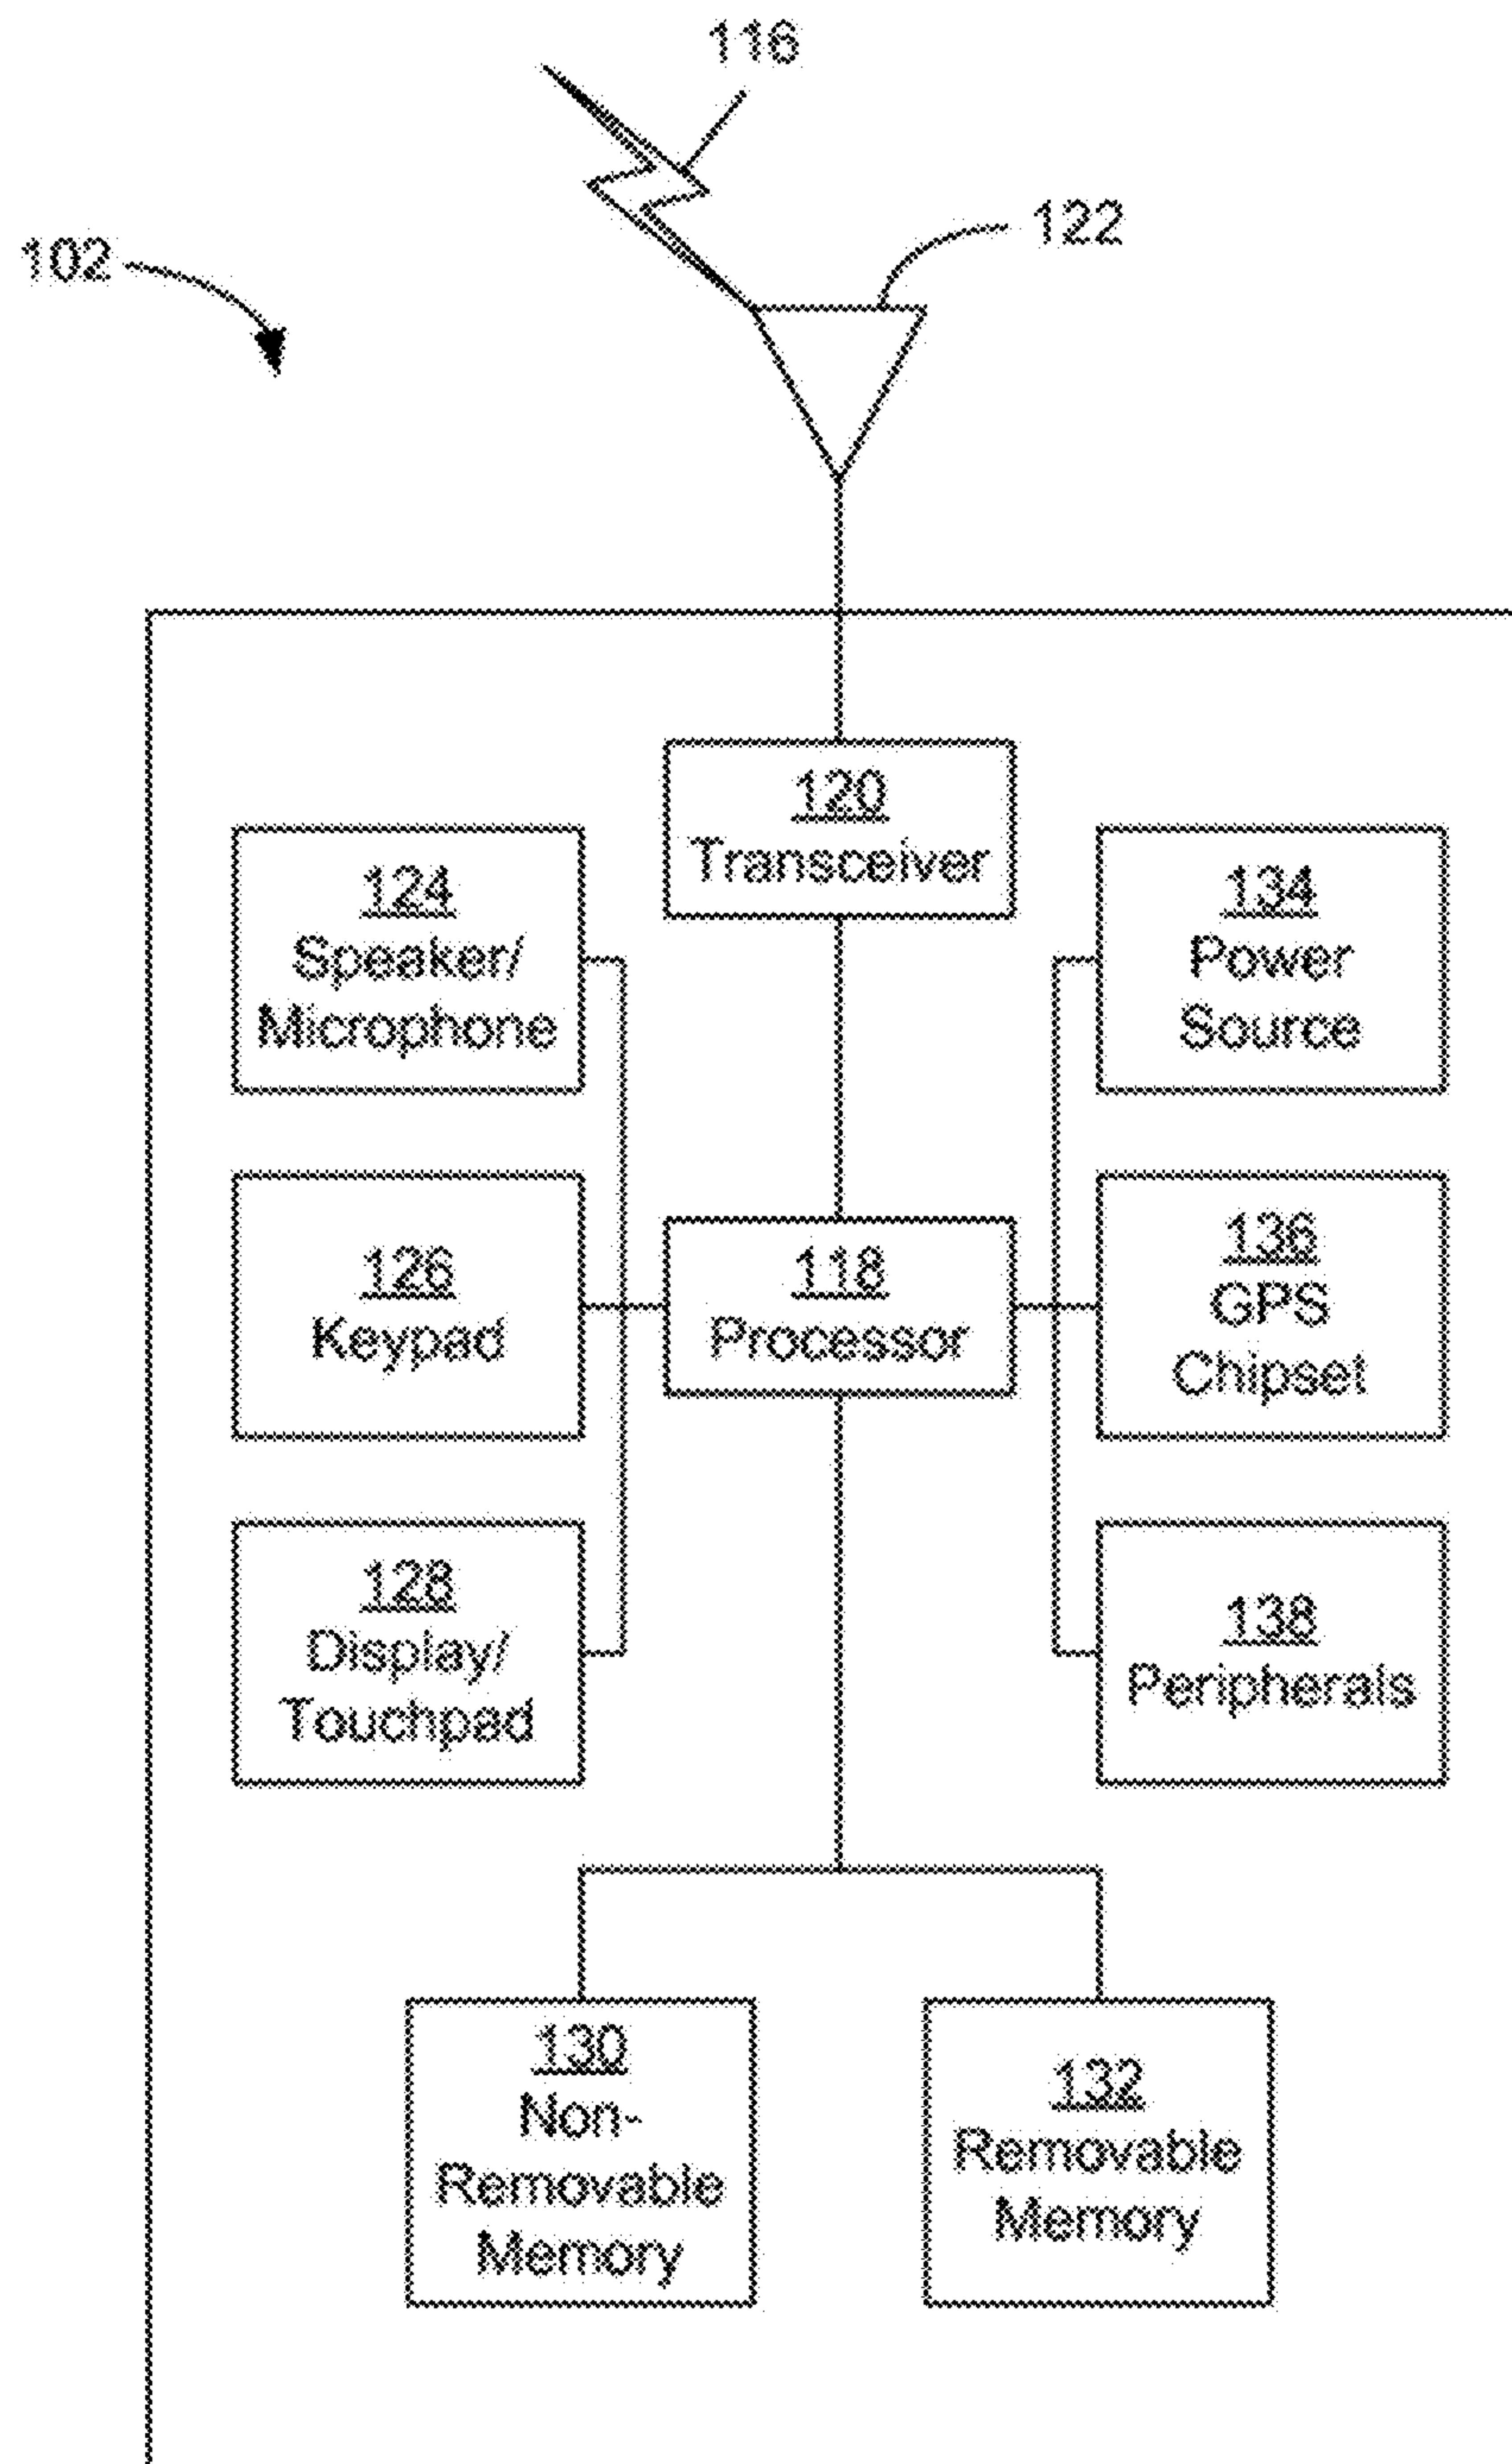 116
122
102
120
Transceiver
124
Speaker/
Microphone
134
Power
Source
126
Keypad
118
Processor
136
GPS
Chipset
128
Display/
Touchpad
138
Peripherals
130
Non-
Removable
Memory
132
Removable
Memory